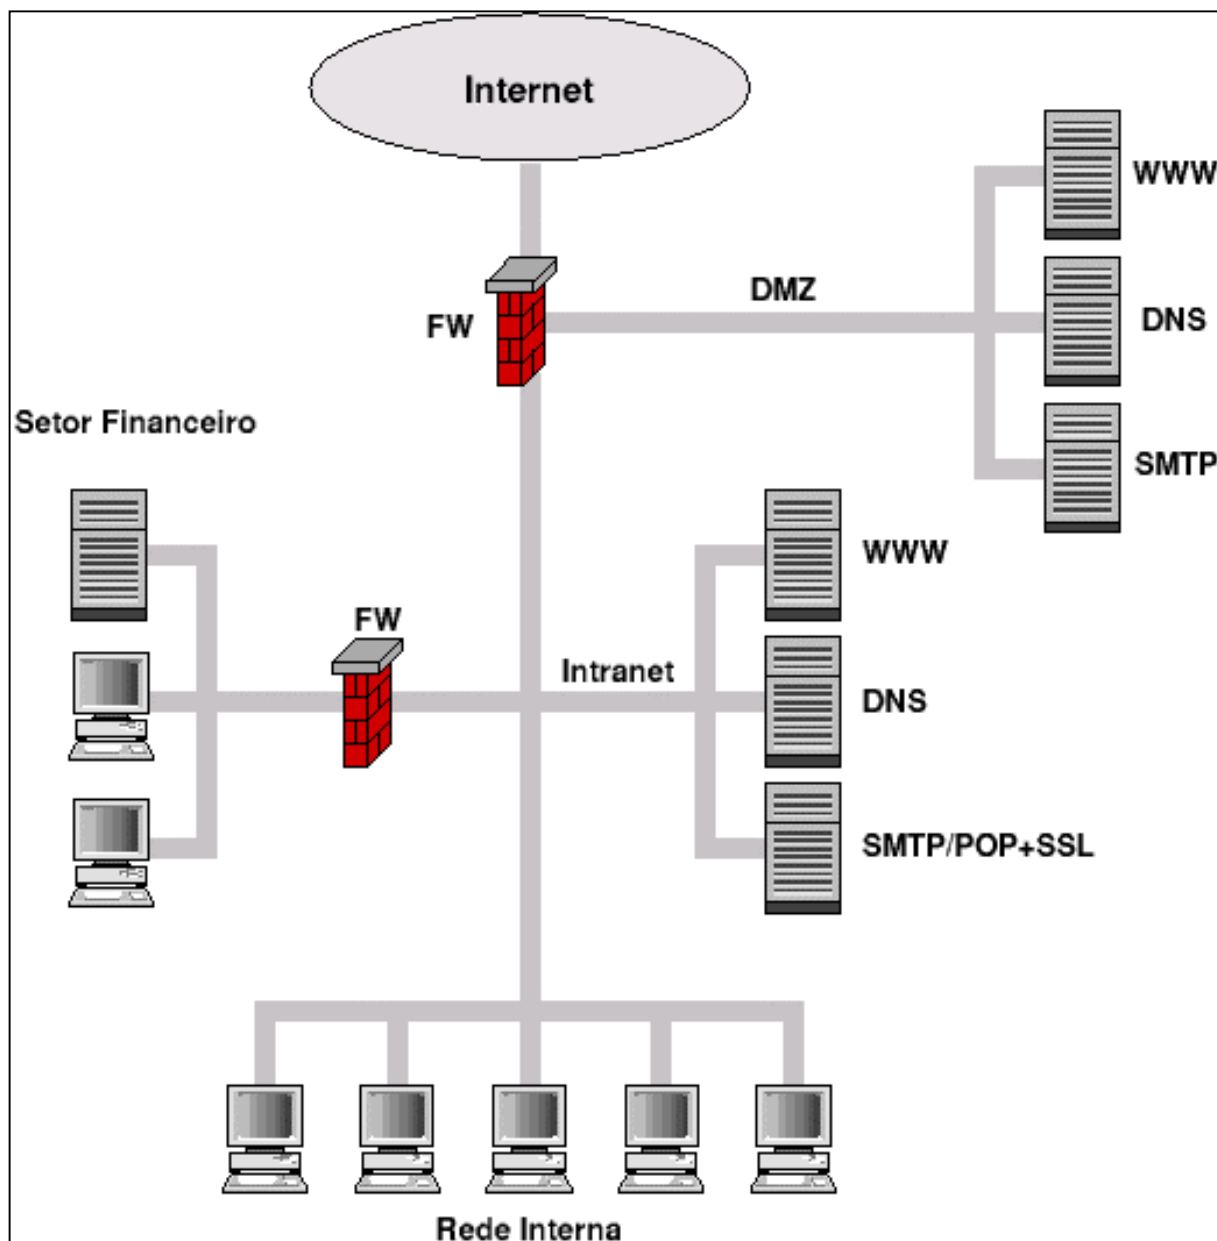 Internet
WWW
DMZ
FW
DNS
Setor Financeiro
SMTP
WWW
FW
Intranet
DNS
SMTP/POP+SSL
Rede Interna